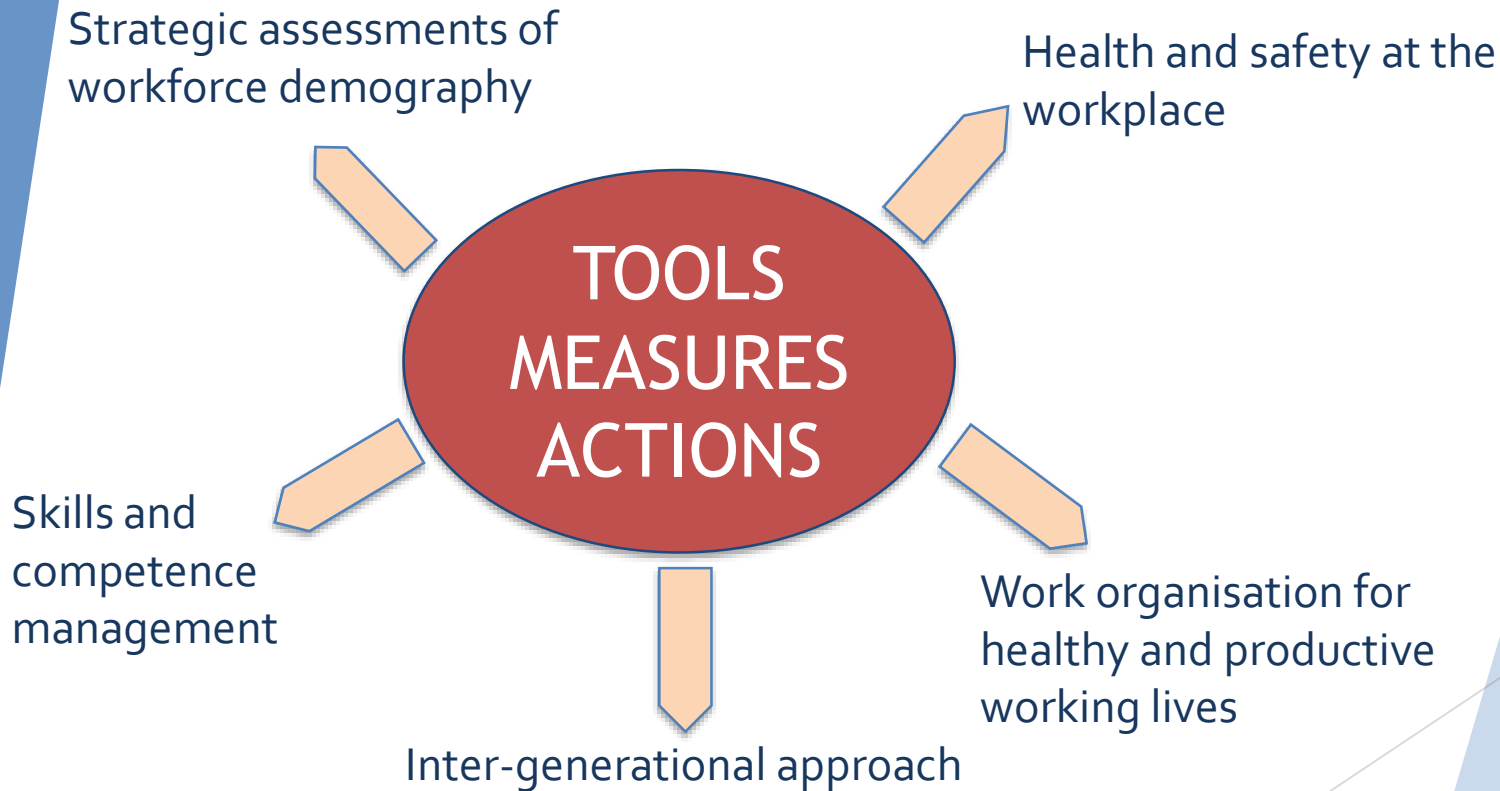 Strategic assessments of
workforce demography
Health and safety at the
workplace
TOOLS
MEASURES
ACTIONS
Skills and
competence
management
Work organisation for
healthy and productive
working lives
Inter-generational approach